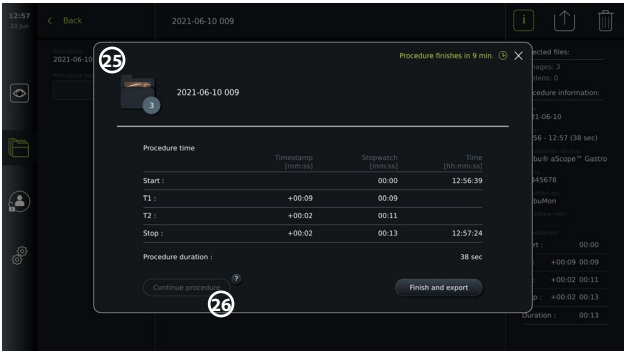 12:57
10 Jun
Back
2021-06-10 009
i
25
Procedure finishes in 9 min.
3
2021-06-10 009
Procedure time
Timestamp [mm:ss]
Stopwatch [mm:ss]
Time [hh:mm:ss]
Start : 00:00 12:56:39
T1 : +00:09 00:09
T2 : +00:02 00:11
Stop : +00:02 00:13 12:57:24
Procedure duration : 38 sec
Continue procedure
?
Finish and export
26
Procedure
2021-06-10
ected files:
mages: 3
deos: 0
cedure information:
21-06-10
:56 - 12:57 (38 sec)
bu® aScope™ Gastro
345678
buMon
rt : 00:00
+00:09 00:09
: +00:02 00:11
p : +00:02 00:13
Duration : 00:13